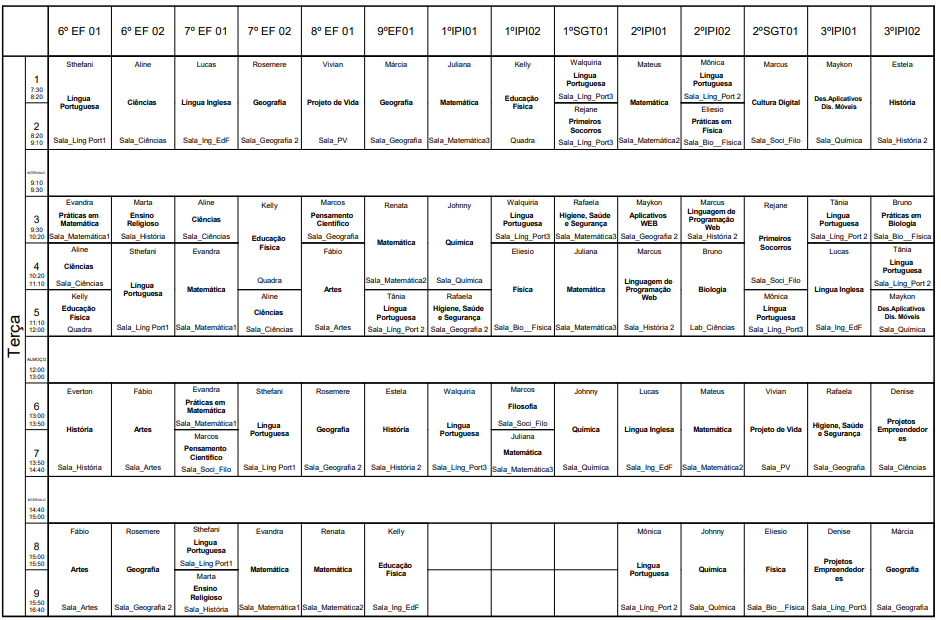 6º EF 01 6º EF 02 7º EF 01 7º EF 02 8º EF 01 9ºEF01 1ºIPI01 1ºIPI02 1ºSGT01 2ºIPI01 2ºIPI02 2ºSGT01 3ºIPI01 3ºIPI02
Terça
1
7:30
8:20
2
8:20
9:10
Sthefani
Língua
Portuguesa
Sala_Líng Port1
Aline
Ciências
Sala_Ciências
Lucas
Língua Inglesa
Sala_Ing_EdF
Rosemere
Geografia
Sala_Geografia 2
Vivian
Projeto de Vida
Sala_PV
Márcia
Geografia
Sala_Geografia
Juliana
Matemática
Sala_Matemática3
Kelly
Educação
Física
Quadra
Walquiria
Língua
Portuguesa
Sala_Líng_Port3
Rejane
Primeiros
Socorros
Sala_Líng_Port3
Mateus
Matemática
Sala_Matemática2
Mônica
Língua
Portuguesa
Sala_Líng_Port 2
Eliesio
Práticas em
Física
Sala_Bio__Física
Marcus
Cultura Digital
Sala_Soci_Filo
Maykon
Des.Aplicativos
Dis. Móveis
Sala_Química
Estela
História
Sala_História 2
INTERVALO
9:10
9:30
3
9:30
10:20
4
10:20
11:10
5
11:10
12:00
Evandra
Práticas em
Matemática
Sala_Matemática1
Aline
Ciências
Sala_Ciências
Kelly
Educação
Física
Quadra
Marta
Ensino
Religioso
Sala_História
Sthefani
Língua
Portuguesa
Sala_Líng Port1
Aline
Ciências
Sala_Ciências
Evandra
Matemática
Sala_Matemática1
Kelly
Educação
Física
Quadra
Aline
Ciências
Sala_Ciências
Marcos
Pensamento
Científico
Sala_Geografia
Fábio
Artes
Sala_Artes
Renata
Matemática
Sala_Matemática2
Tânia
Língua
Portuguesa
Sala_Líng_Port 2
Johnny
Química
Sala_Química
Rafaela
Higiene, Saúde
e Segurança
Sala_Geografia 2
Walquiria
Língua
Portuguesa
Sala_Líng_Port3
Eliesio
Física
Sala_Bio__Física
Rafaela
Higiene, Saúde
e Segurança
Sala_Matemática3
Juliana
Matemática
Sala_Matemática3
Maykon
Aplicativos
WEB
Sala_Geografia 2
Marcus
Linguagem de
Programação
Web
Sala_História 2
Marcus
Linguagem de
Programação
Web
Sala_História 2
Bruno
Biologia
Lab_Ciências
Rejane
Primeiros
Socorros
Sala_Soci_Filo
Mônica
Língua
Portuguesa
Sala_Líng_Port3
Tânia
Língua
Portuguesa
Sala_Líng_Port 2
Lucas
Língua Inglesa
Sala_Ing_EdF
Bruno
Práticas em
Biologia
Sala_Bio__Física
Tânia
Língua
Portuguesa
Sala_Líng_Port 2
Maykon
Des.Aplicativos
Dis. Móveis
Sala_Química
ALMOÇO
12:00
13:00
6
13:00
13:50
7
13:50
14:40
Everton
História
Sala_História
Fábio
Artes
Sala_Artes
Evandra
Práticas em
Matemática
Sala_Matemática1
Marcos
Pensamento
Científico
Sala_Soci_Filo
Sthefani
Língua
Portuguesa
Sala_Líng Port1
Rosemere
Geografia
Sala_Geografia 2
Estela
História
Sala_História 2
Walquiria
Língua
Portuguesa
Sala_Líng_Port3
Marcos
Filosofia
Sala_Soci_Filo
Juliana
Matemática
Sala_Matemática3
Johnny
Química
Sala_Química
Lucas
Língua Inglesa
Sala_Ing_EdF
Mateus
Matemática
Sala_Matemática2
Vivian
Projeto de Vida
Sala_PV
Rafaela
Higiene, Saúde
e Segurança
Sala_Geografia
Denise
Projetos
Empreendedor
es
Sala_Ciências
INTERVALO
14:40
15:00
8
15:00
15:50
9
15:50
16:40
Fábio
Artes
Sala_Artes
Rosemere
Geografia
Sala_Geografia 2
Sthefani
Língua
Portuguesa
Sala_Líng Port1
Marta
Ensino
Religioso
Sala_História
Evandra
Matemática
Sala_Matemática1
Renata
Matemática
Sala_Matemática2
Kelly
Educação
Física
Sala_Ing_EdF
Mônica
Língua
Portuguesa
Sala_Líng_Port 2
Johnny
Química
Sala_Química
Eliesio
Física
Sala_Bio__Física
Denise
Projetos
Empreendedor
es
Sala_Líng_Port3
Márcia
Geografia
Sala_Geografia